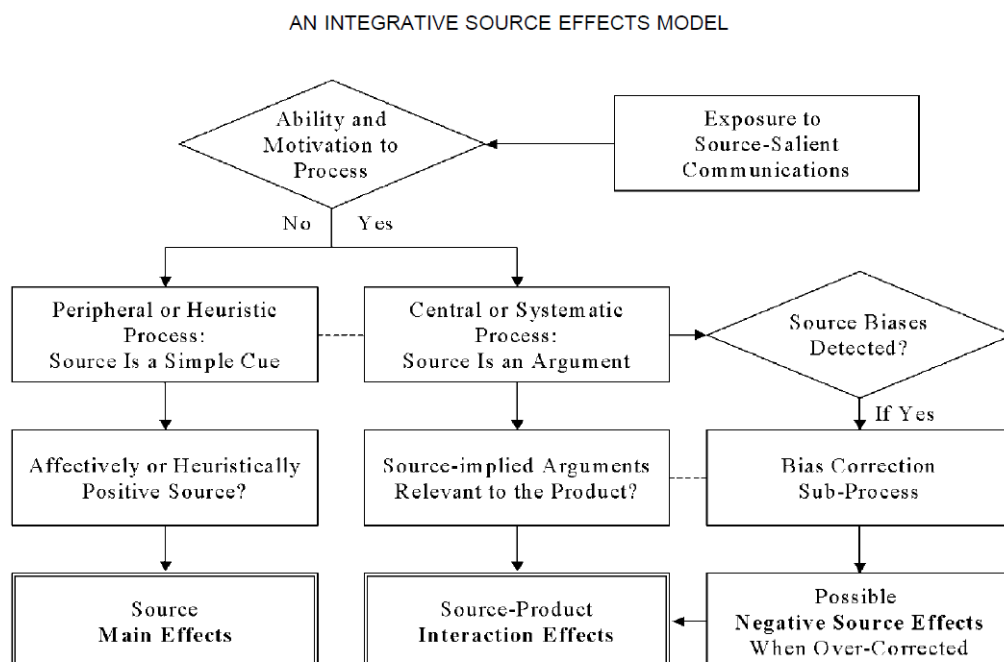 AN INTEGRATIVE SOURCE EFFECTS MODEL
Ability and
Motivation to
Process
Exposure to
Source-Salient
Communications
No
Yes
Peripheral or Heuristic
Process:
Source Is a Simple Cue
Central or Systematic
Process:
Source Is an Argument
Source Biases
Detected?
If Yes
Affectively or Heuristically
Positive Source?
Source-implied Arguments
Relevant to the Product?
Bias Correction
Sub-Process
Source
Main Effects
Source-Product
Interaction Effects
Possible
Negative Source Effects
When Over-Corrected